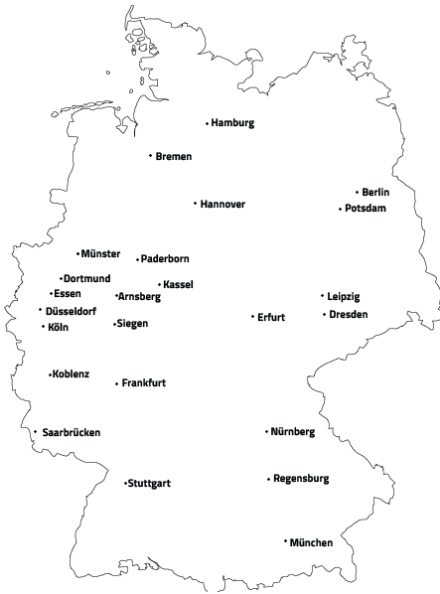 Hamburg
Bremen
Berlin
Hannover
Potsdam
Münster
Paderborn
Dortmund
Kassel
Essen
Arnsberg
Leipzig
Düsseldorf
Dresden
Erfurt
Siegen
Köln
Koblenz
Frankfurt
Saarbrücken
Nürnberg
Regensburg
Stuttgart
München